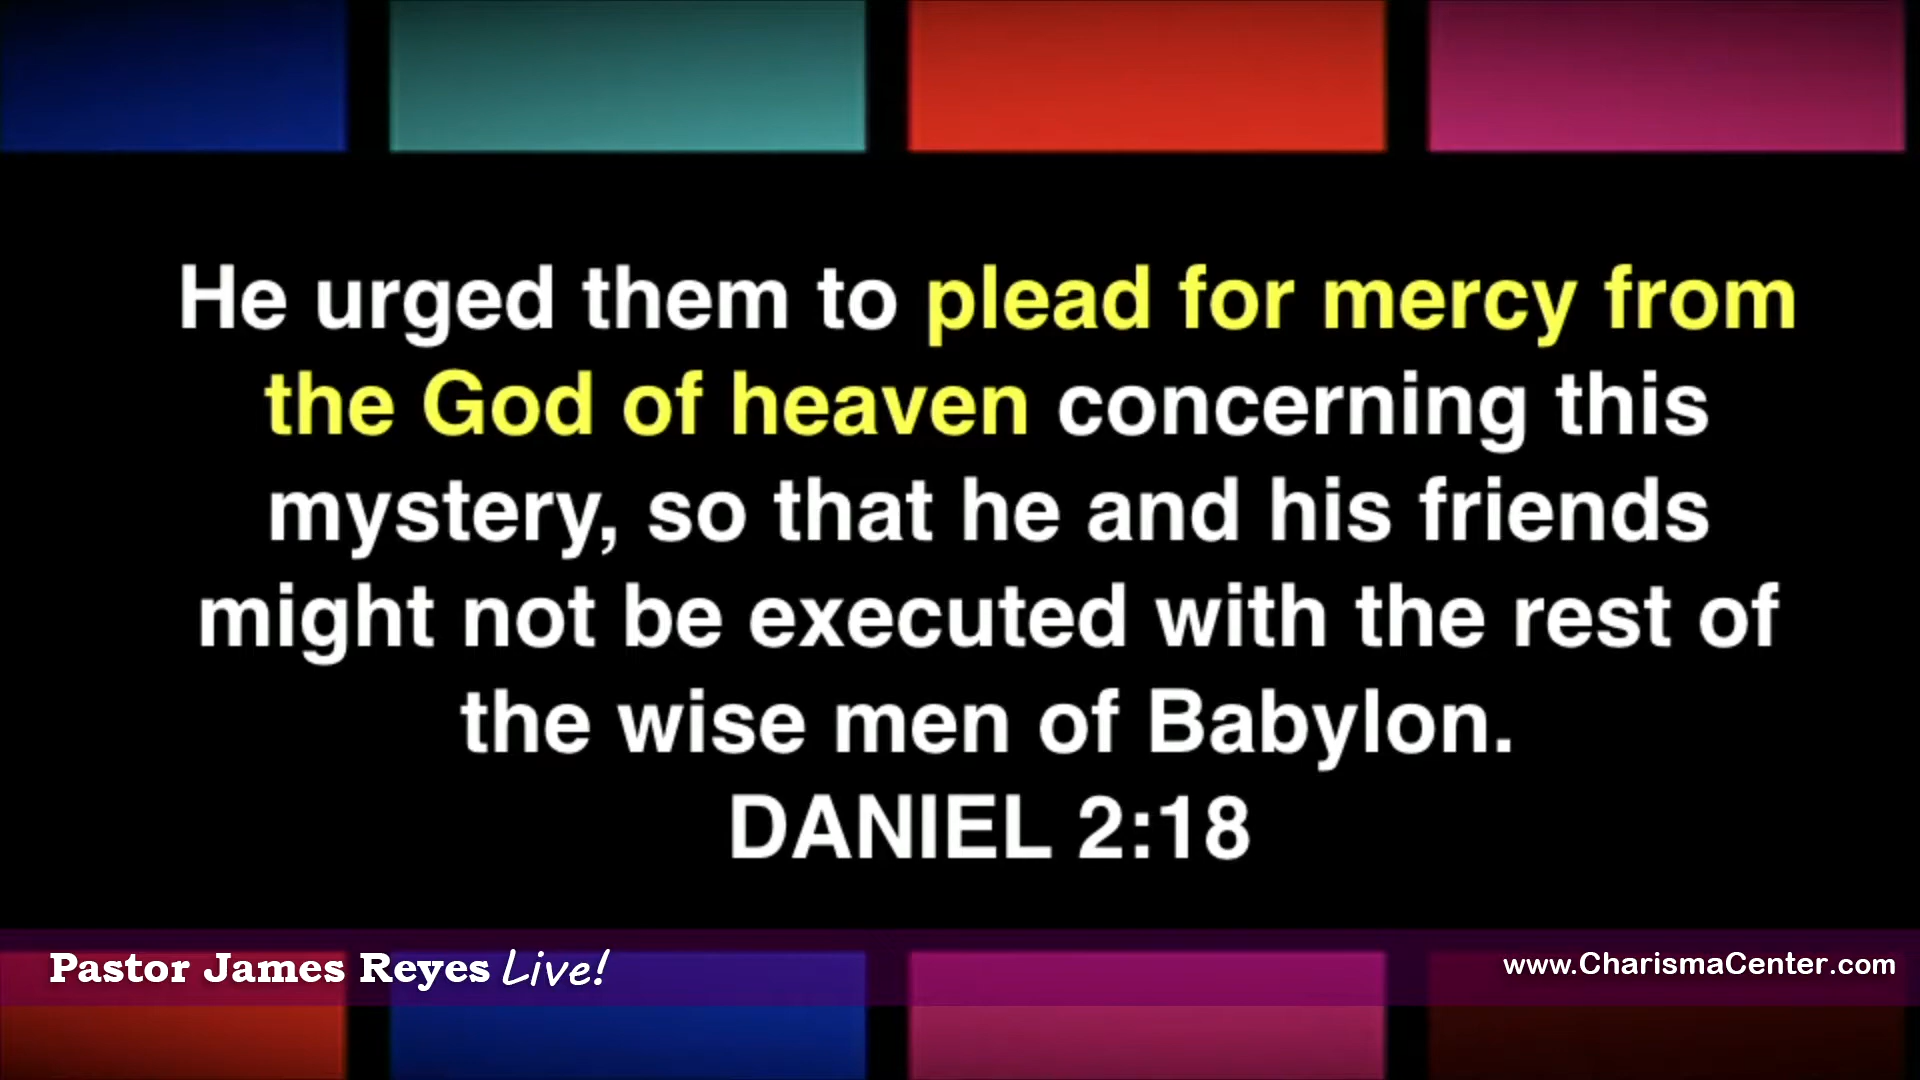 He urged them to plead for mercy from
the God of heaven concerning this
mystery, so that he and his friends
might not be executed with the rest of
the wise men of Babylon.
DANIEL 2:18
Pastor James Reyes Live!
www.CharismaCenter.com